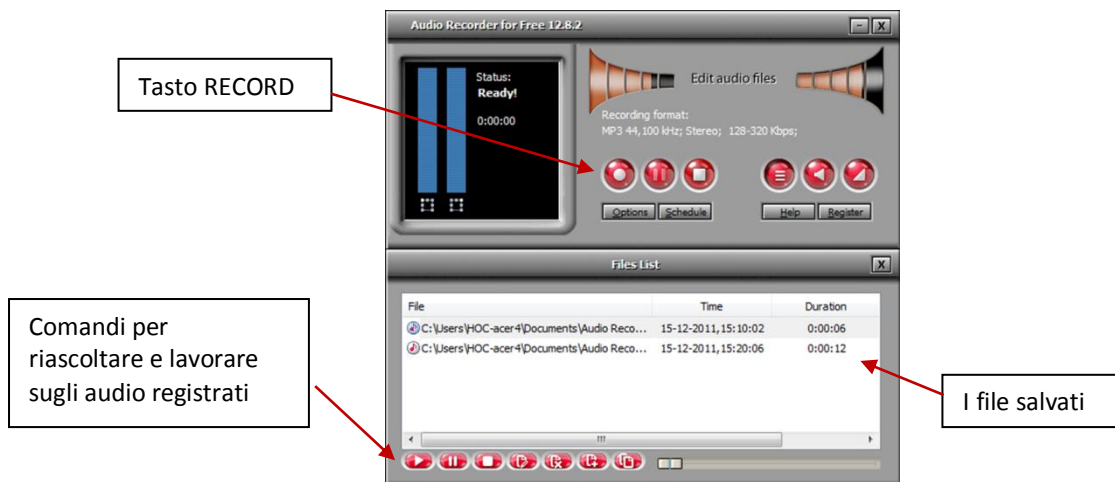 Audio Recorder for Free 12.8.2
Tasto RECORD
Status:
Ready!
0:00:00
Edit audio files
Recording format:
MP3 44,100 kHz; Stereo; 128-320 Kbps;
Options Schedule Help Register
Files List
File Time Duration
C:\Users\HOC-acer4\Documents\Audio Reco... 15-12-2011,15:10:02 0:00:06
C:\Users\HOC-acer4\Documents\Audio Reco... 15-12-2011,15:20:06 0:00:12
Comandi per
riascoltare e lavorare
sugli audio registrati
I file salvati